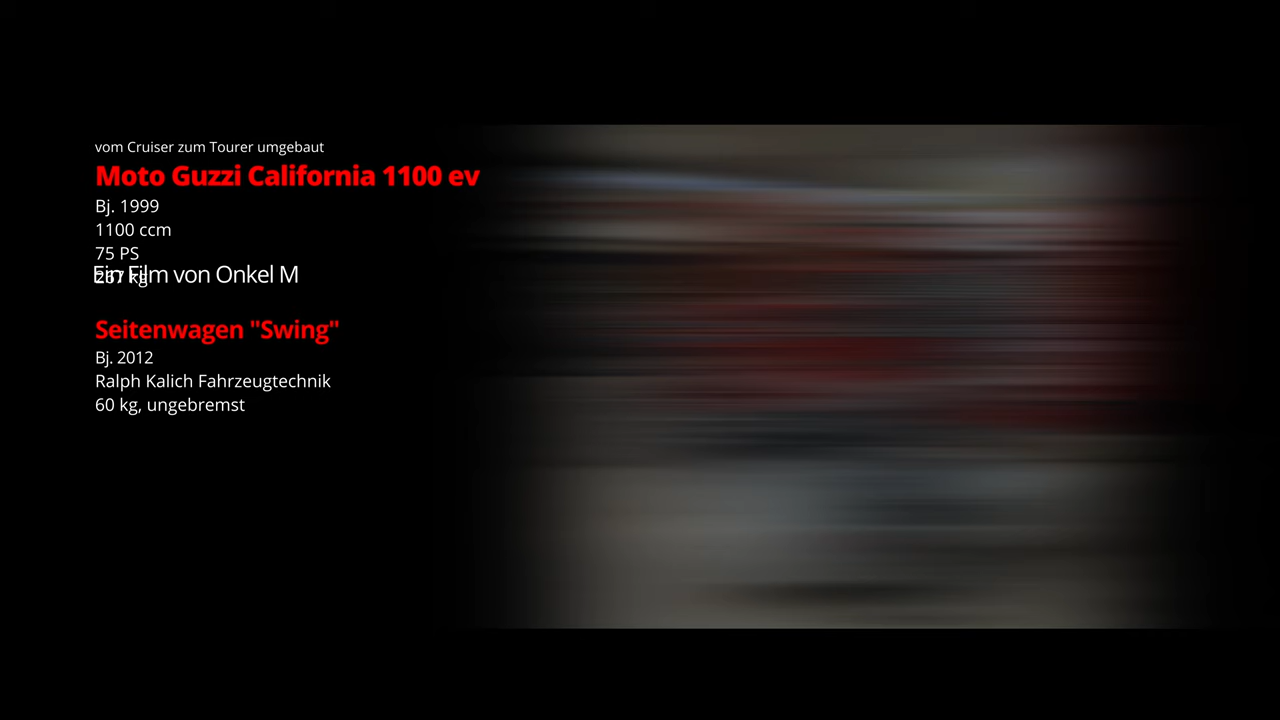 vom Cruiser zum Tourer umgebaut
Moto Guzzi California 1100 ev
Bj. 1999
1100 ccm
75 PS
Ein Film von Onkel M
Seitenwagen "Swing"
Bj. 2012
Ralph Kalich Fahrzeugtechnik
60 kg, ungebremst